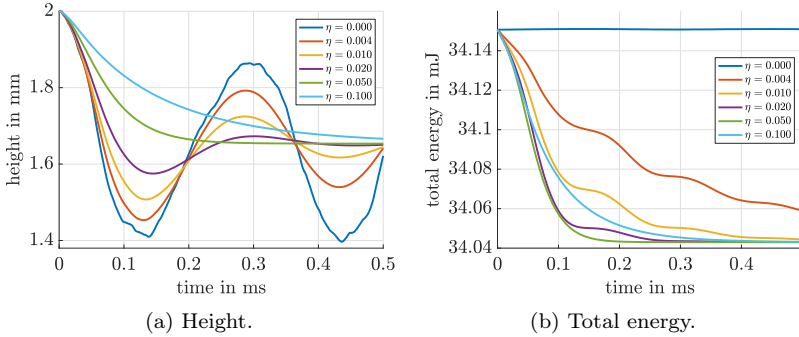 2
1.8
1.6
1.4
height in mm
0
0.1
0.2
0.3
0.4
0.5
time in ms
η = 0.000
η = 0.004
η = 0.010
η = 0.020
η = 0.050
η = 0.100
(a) Height.
34.14
34.12
34.1
34.08
34.06
34.04
total energy in mJ
0
0.1
0.2
0.3
0.4
time in ms
η = 0.000
η = 0.004
η = 0.010
η = 0.020
η = 0.050
η = 0.100
(b) Total energy.